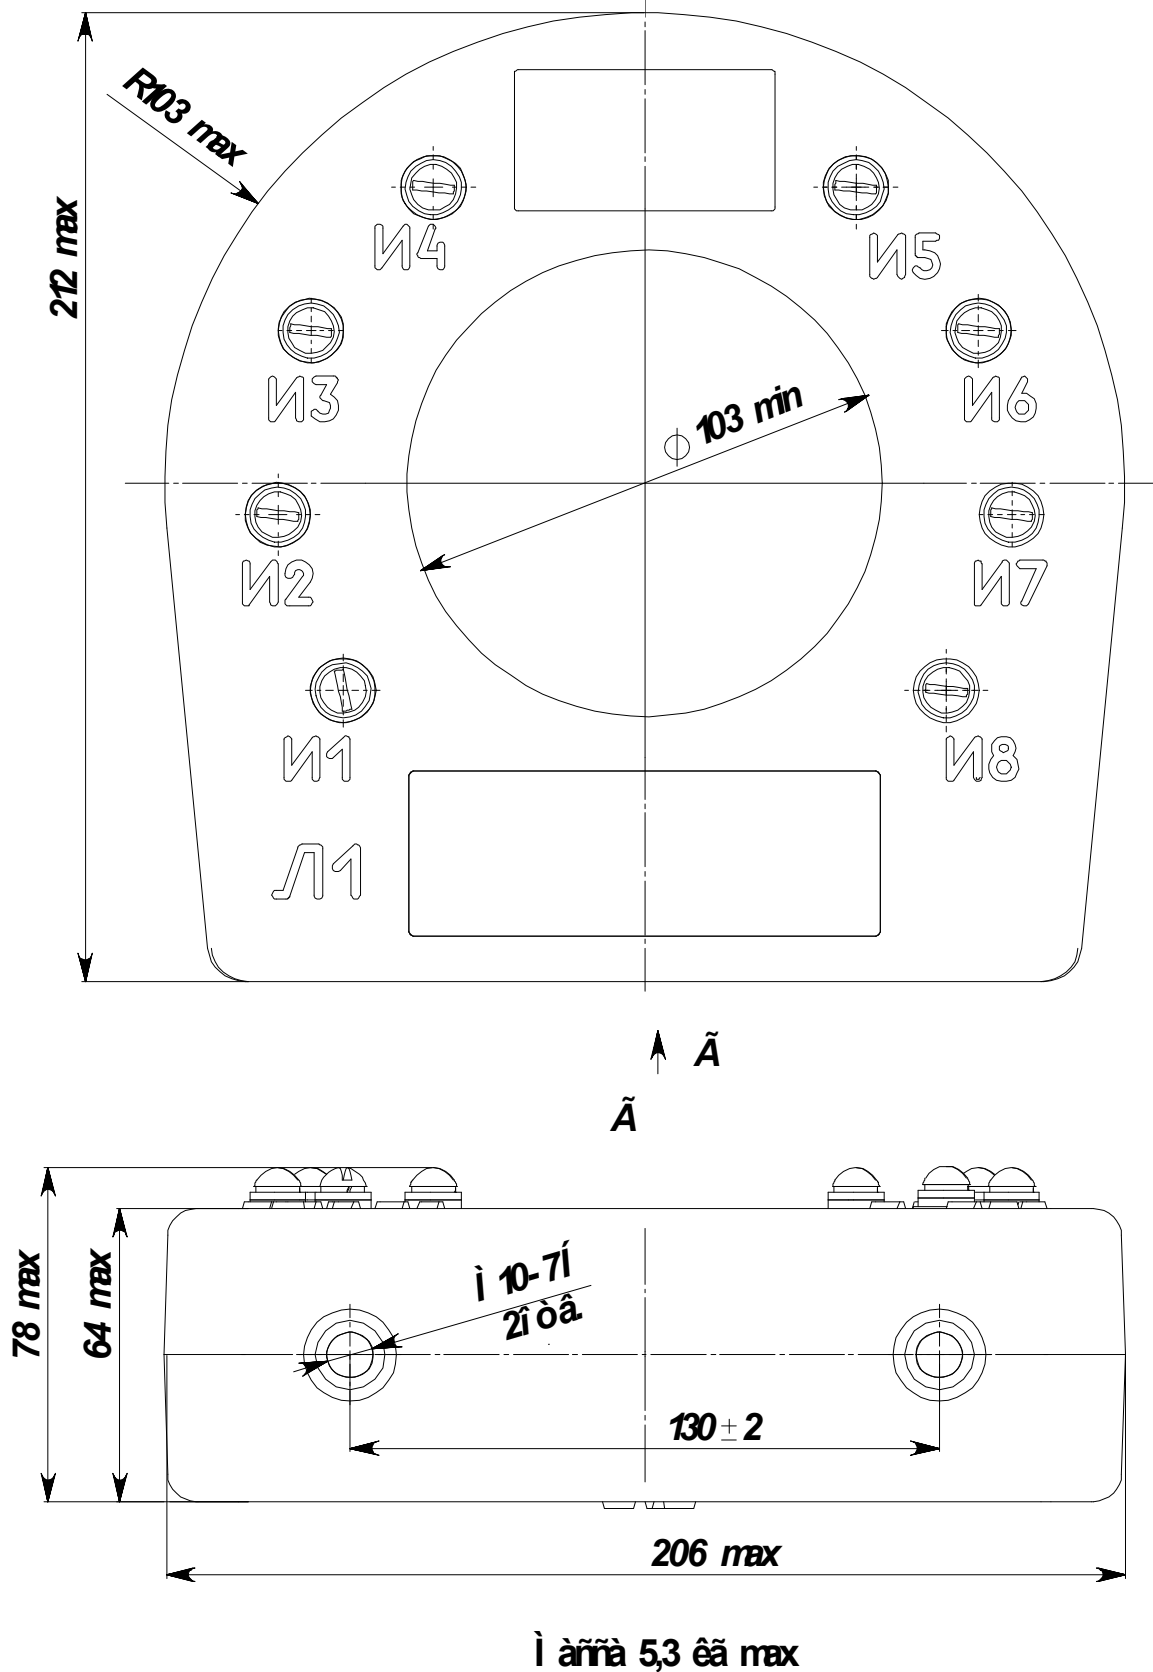 R103 max
212 max
И4
И5
И3
И6
103 min
И2
И7
И1
И8
Л1
Ã
Ã
78 max
64 max
Ì 10-7Í
2î òâ.
130 ± 2
206 max
Ì àññà 5,3 êã max